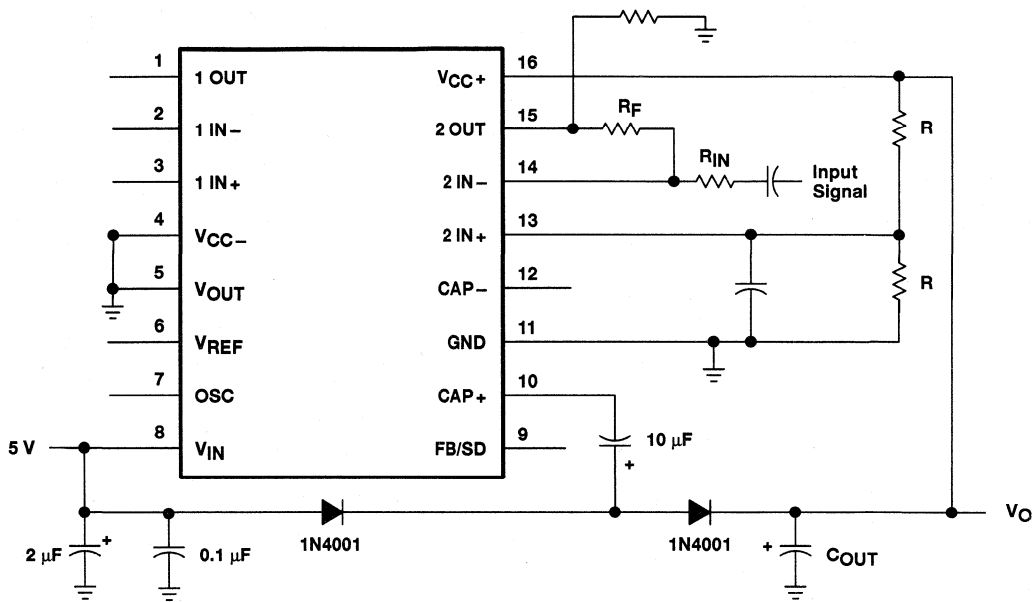 1 1 OUT VCC+ 16
2 1 IN− 2 OUT 15
3 1 IN+ 2 IN− 14
4 VCC− 2 IN+ 13
5 VOUT CAP− 12
6 VREF GND 11
7 OSC CAP+ 10
8 VIN FB/SD 9
RF
RIN
Input
Signal
R
R
5 V
10 μF
+
1N4001
1N4001
VO
2 μF
+
0.1 μF
+
COUT